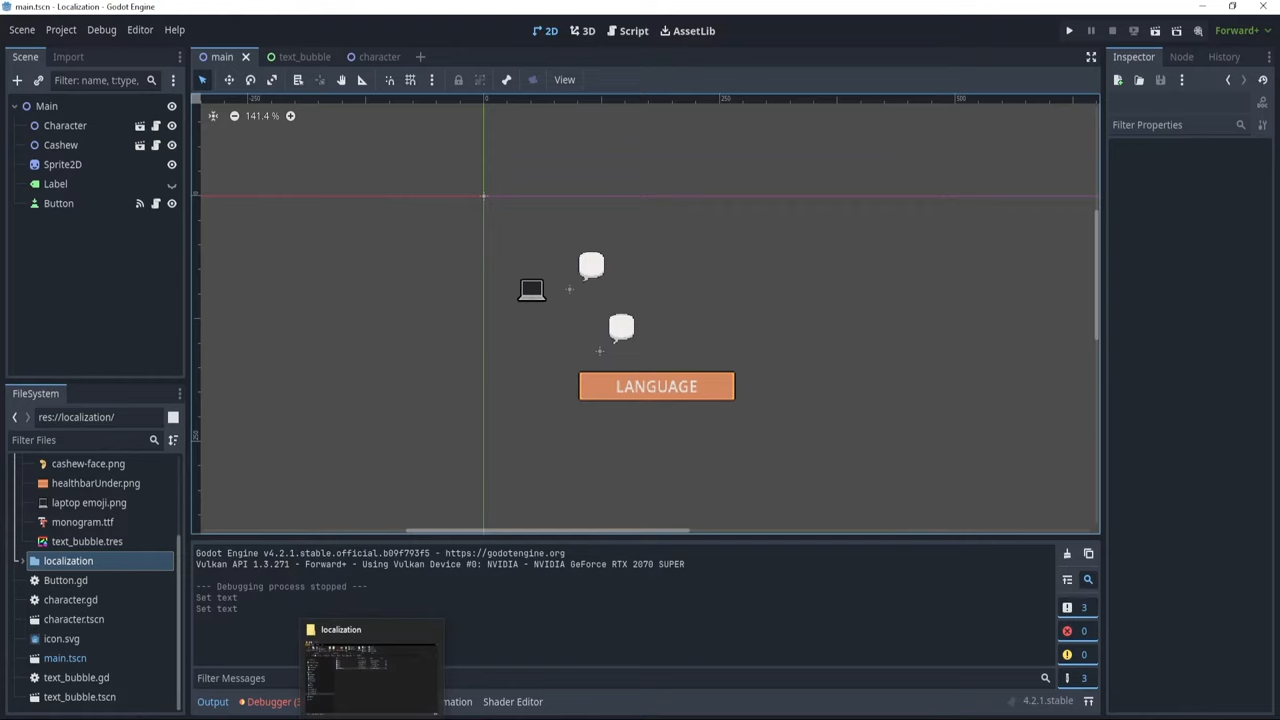 main.tscn - Localization - Godot Engine
Scene Project Debug Editor Help
2D 3D Script AssetLib
Forward+
Scene Import
main text_bubble character
Inspector Node History
Filter: name, t:type,
View
Main
Character
Cashew
Sprite2D
Label
Button
-250 0 250 500
141.4 %
Filter Properties
LANGUAGE
FileSystem
res://localization/
Filter Files
cashew-face.png
healthbarUnder.png
laptop emoji.png
monogram.ttf
text_bubble.tres
localization
Button.gd
character.gd
character.tscn
icon.svg
main.tscn
text_bubble.gd
text_bubble.tscn
Godot Engine v4.2.1.stable.official.b09f793f5 - https://godotengine.org
Vulkan API 1.3.271 - Forward+ - Using Vulkan Device #0: NVIDIA - NVIDIA GeForce RTX 2070 SUPER
--- Debugging process stopped ---
Set text
Set text
3
0
0
3
localization
Filter Messages
Output Debugger (3 mation Shader Editor
4.2.1.stable